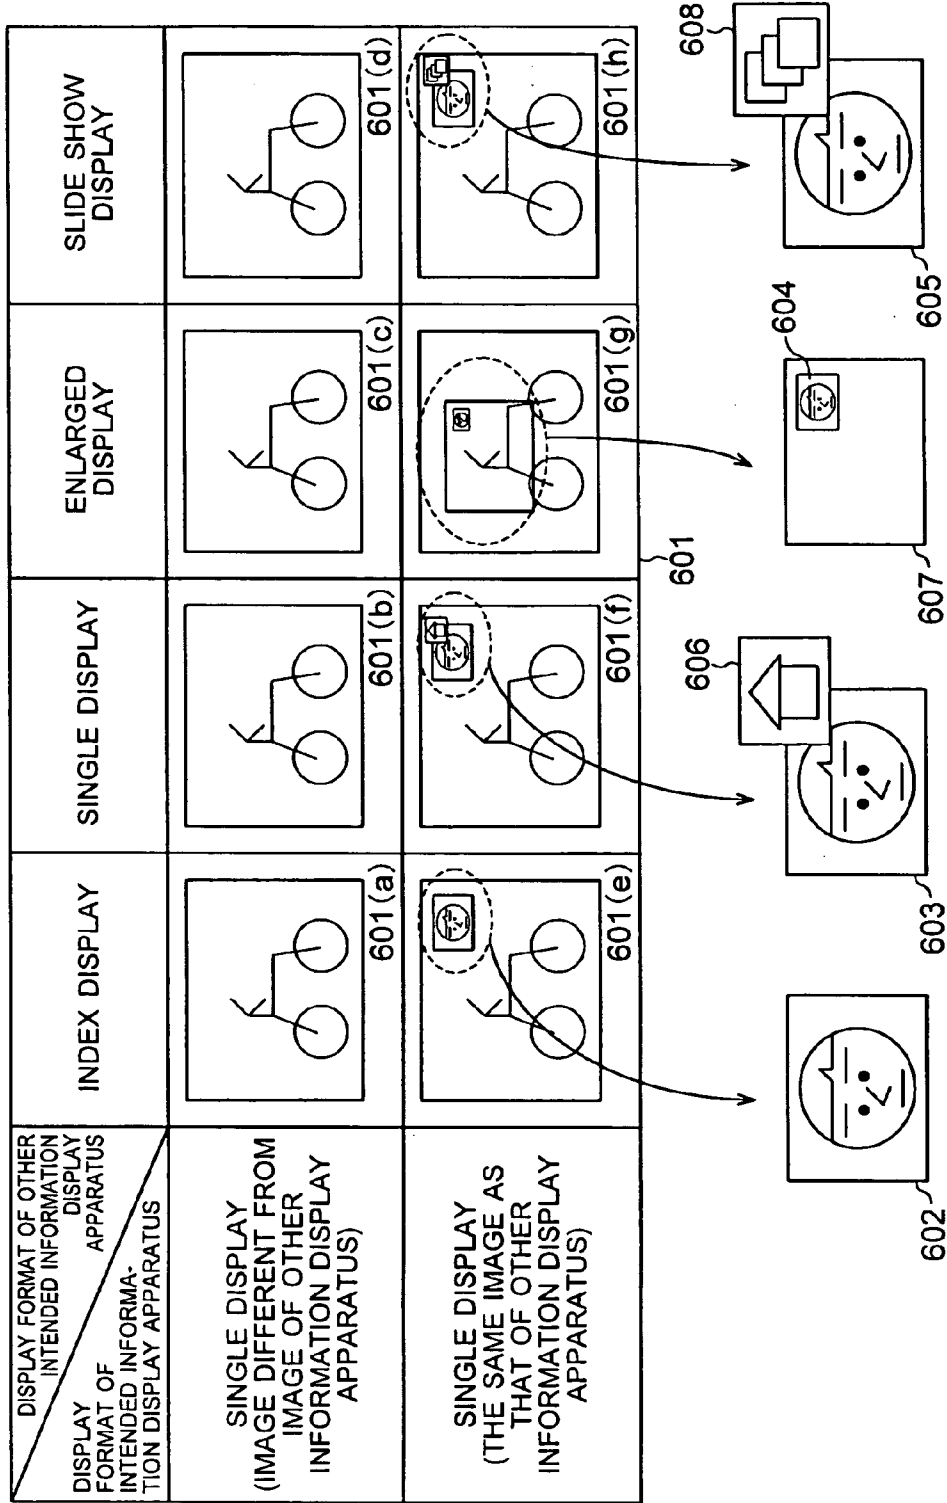 DISPLAY FORMAT OF OTHER
INTENDED INFORMATION
DISPLAY
APPARATUS
DISPLAY
FORMAT OF
INTENDED INFORMA-
TION DISPLAY APPARATUS
INDEX DISPLAY
SINGLE DISPLAY
ENLARGED
DISPLAY
SLIDE SHOW
DISPLAY
SINGLE DISPLAY
(IMAGE DIFFERENT FROM
IMAGE OF OTHER
INFORMATION DISPLAY
APPARATUS)
601(a)
601(b)
601(c)
601(d)
SINGLE DISPLAY
(THE SAME IMAGE AS
THAT OF OTHER
INFORMATION DISPLAY
APPARATUS)
601(e)
601(f)
601(g)
601(h)
601
602
603
606
607
604
605
608